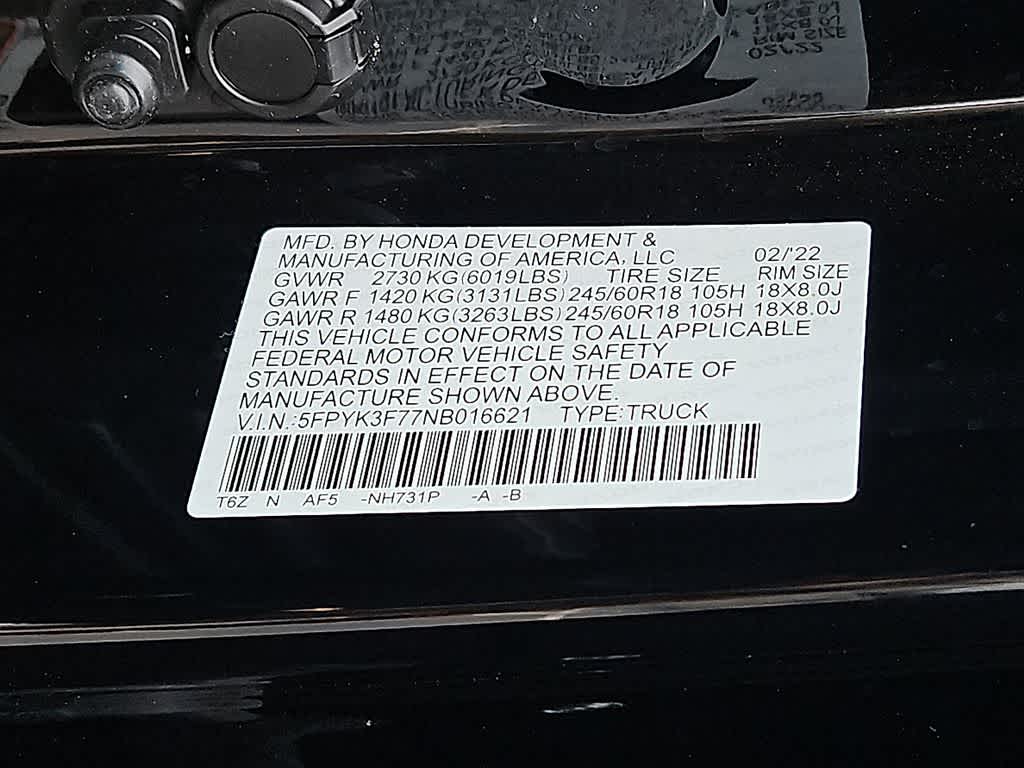 MFD. BY HONDA DEVELOPMENT &
MANUFACTURING OF AMERICA, LLC 02/'22
GVWR 2730 KG(6019LBS) TIRE SIZE RIM SIZE
GAWR F 1420 KG(3131LBS) 245/60R18 105H 18X8.0J
GAWR R 1480 KG(3263LBS) 245/60R18 105H 18X8.0J
THIS VEHICLE CONFORMS TO ALL APPLICABLE
FEDERAL MOTOR VEHICLE SAFETY
STANDARDS IN EFFECT ON THE DATE OF
MANUFACTURE SHOWN ABOVE.
V.I.N.:5FPYK3F77NB016621 TYPE:TRUCK
T6Z N AF5 -NH731P -A -B